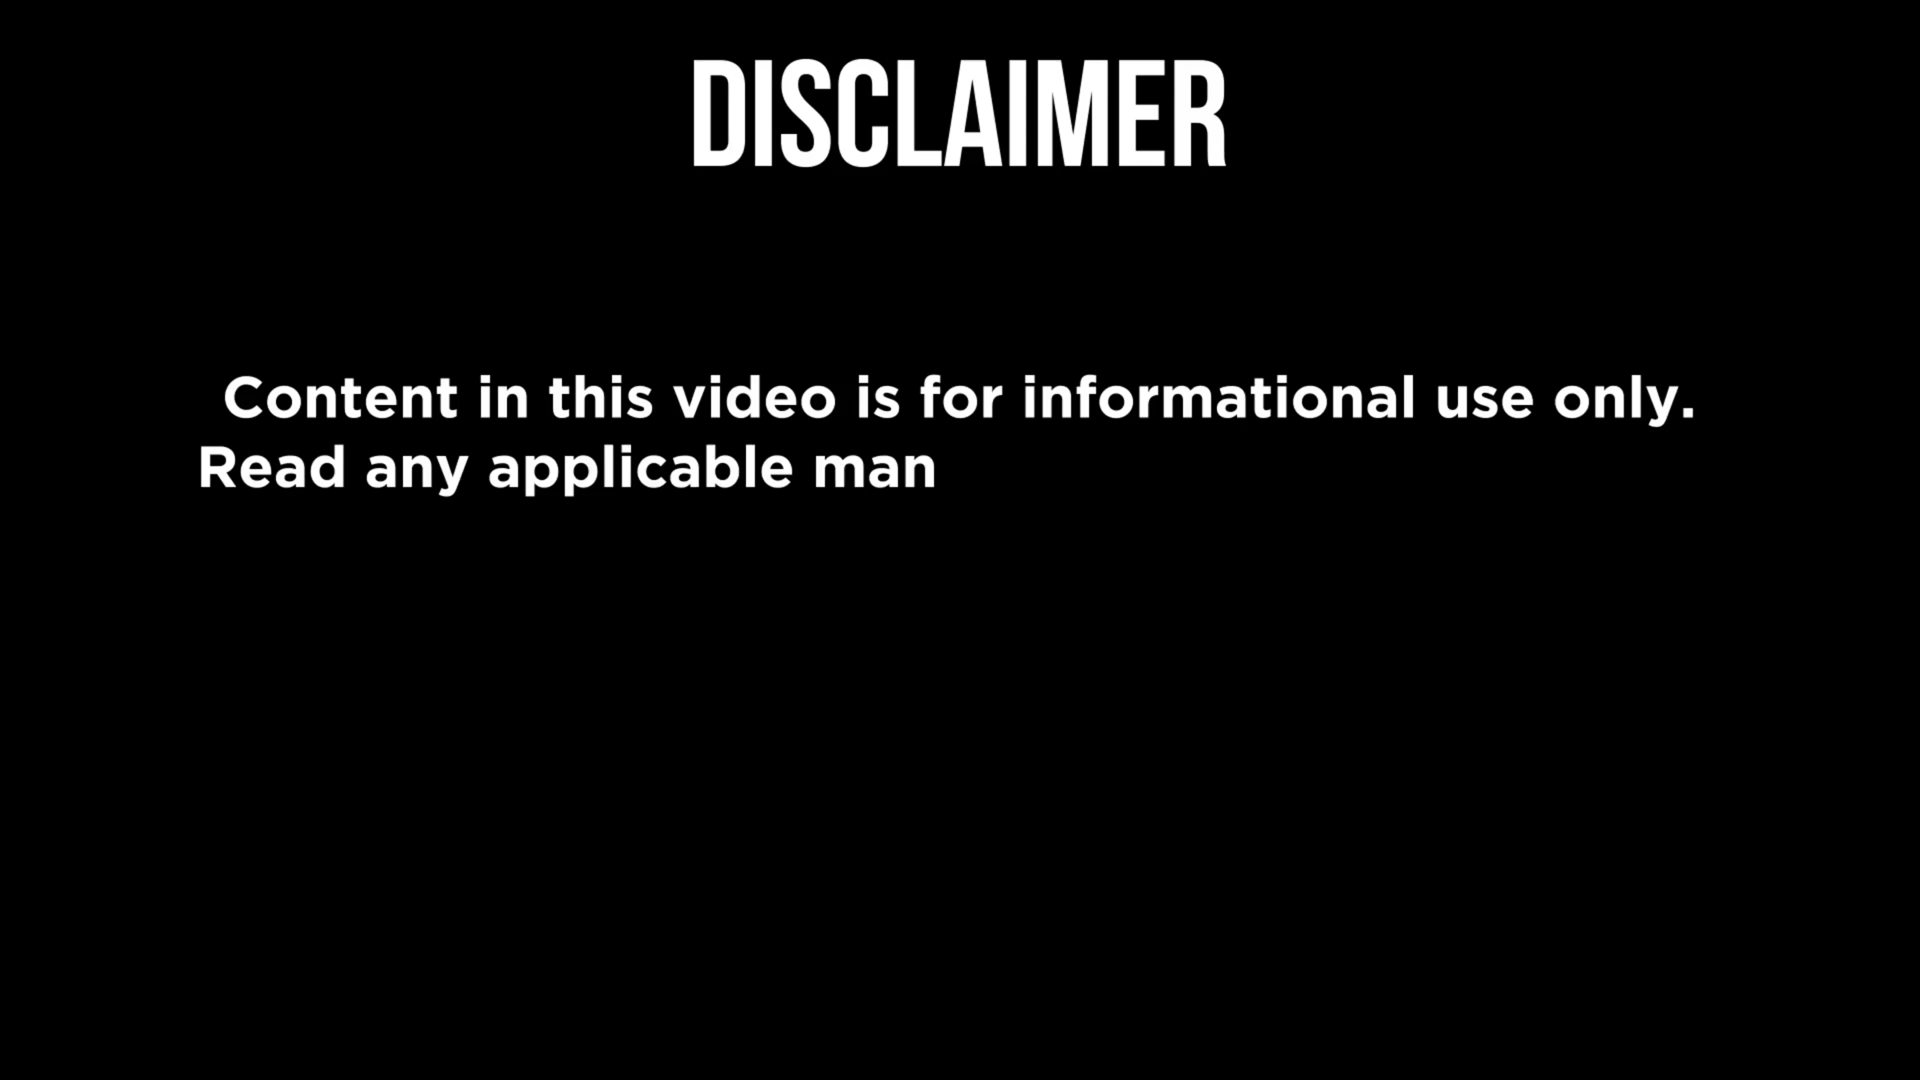 DISCLAIMER
Content in this video is for informational use only.
Read any applicable man